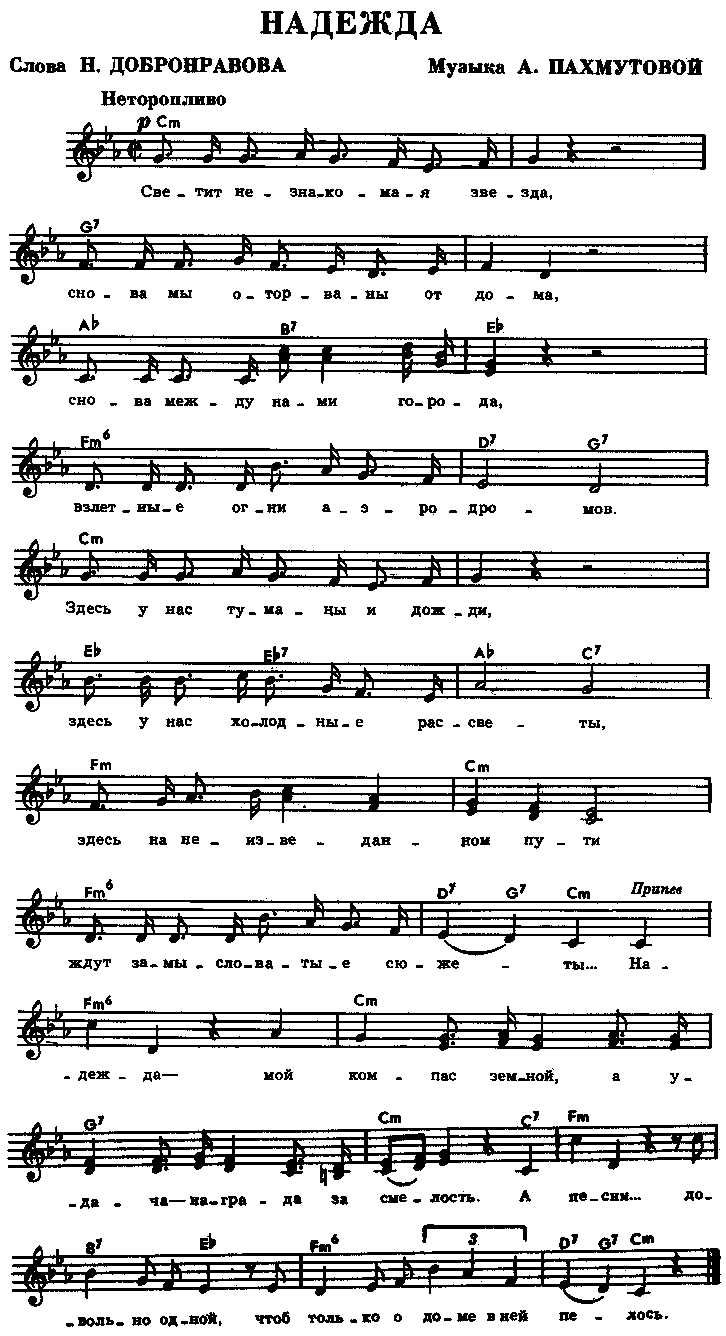 НАДЕЖДА
Слова Н. ДОБРОНРАВОВА Музыка А. ПАХМУТОВОЙ
Неторопливо
p Cm
Све - тит не - зна-ко - ма - я зве - зда,
G7
сно - ва мы о - тор - ва - ны от до - ма,
A♭ B7 E♭
сно - ва меж - ду на - ми го-ро - да,
Fm6 D7 G7
взлет - ны - е ог - ни а - э - ро - дро - мов.
Cm
Здесь у нас ту - ма - ны и дож - ди,
E♭ E♭7 A♭ C7
здесь у нас хо-лод - ны - е рас - све - ты,
Fm Cm
здесь на не - из - ве - дан - ном пу - ти
Fm6 D7 G7 Cm Припев
ждут за - мы - сло-ва - ты - е сю - же - ты... На-
Fm6 Cm
- деж - да— мой ком - пас зем-ной, а у -
G7 Cm C7 Fm
- да - ча—на-гра - да за сме - лость. А пе-сни... до-
B7 E♭ Fm6 3 D7 G7 Cm
- воль - но од-ной, чтоб толь - ко о до-ме в ней пе - лось.